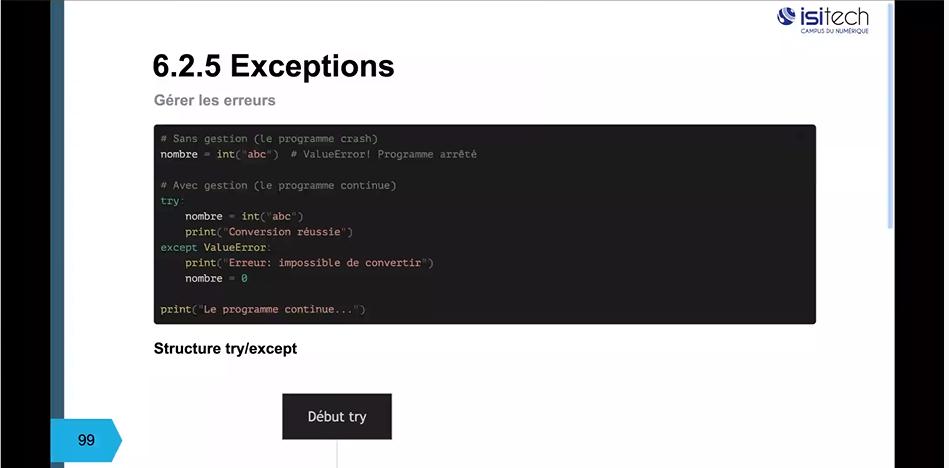 isitech
CAMPUS DU NUMÉRIQUE
6.2.5 Exceptions
Gérer les erreurs
# Sans gestion (le programme crash)
nombre = int("abc")  # ValueError! Programme arrêté
# Avec gestion (le programme continue)
try:
    nombre = int("abc")
    print("Conversion réussie")
except ValueError:
    print("Erreur: impossible de convertir")
    nombre = 0
print("Le programme continue...")
Structure try/except
Début try
99